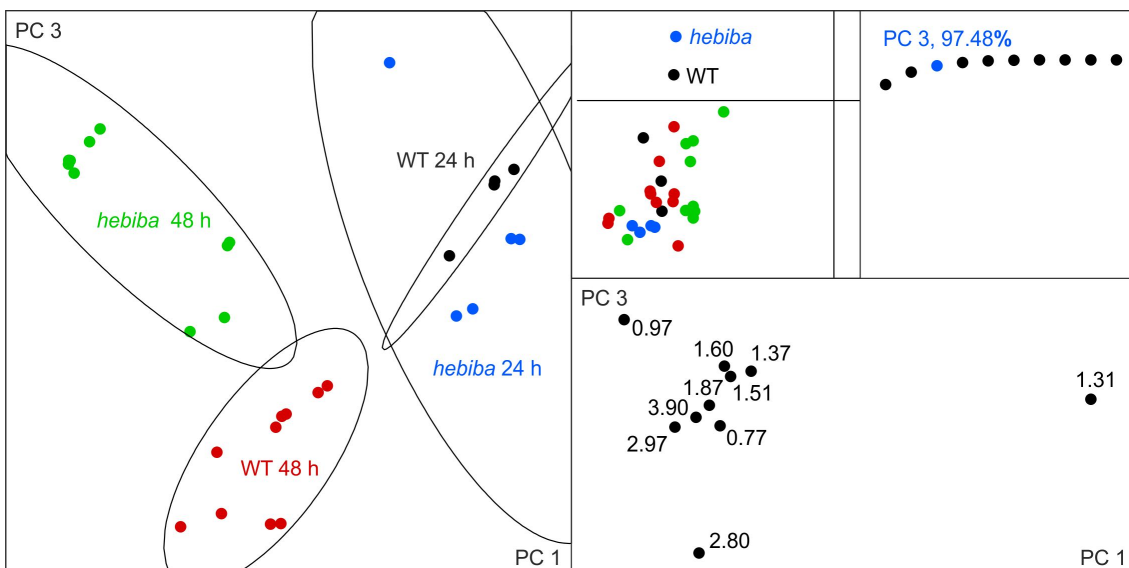 PC 3
WT 24 h
hebiba 48 h
hebiba 24 h
WT 48 h
PC 1
hebiba
WT
PC 3, 97.48%
PC 3
0.97
1.60
1.37
1.51
1.87
3.90
2.97
0.77
1.31
2.80
PC 1